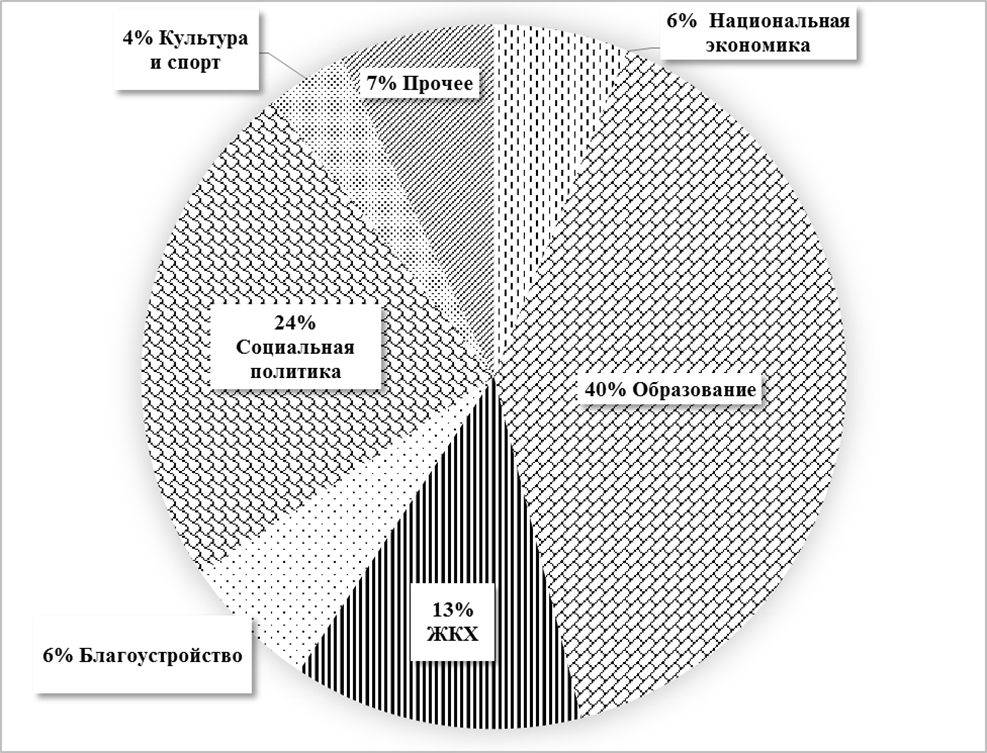 4% Культура
и спорт
7% Прочее
6% Национальная
экономика
24%
Социальная
политика
40% Образование
13%
ЖКХ
6% Благоустройство